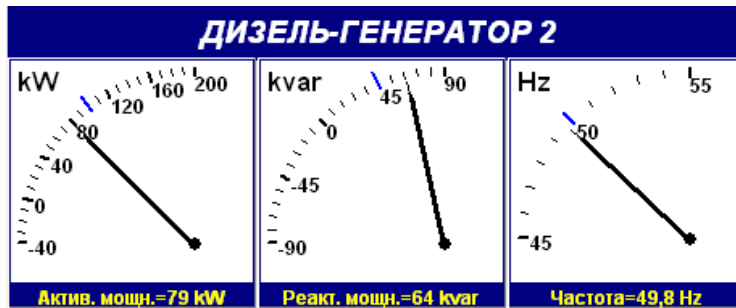 ДИЗЕЛЬ-ГЕНЕРАТОР 2
kW
200
160
120
80
40
0
-40
Актив. мощн.=79 kW
kvar
90
45
0
-45
-90
Реакт. мощн.=64 kvar
Hz
55
50
45
Частота=49,8 Hz